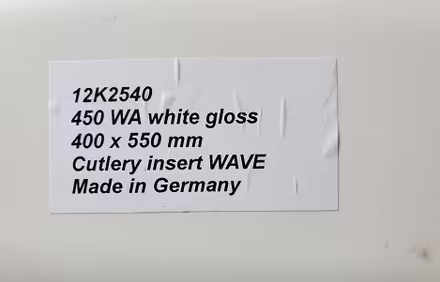 12K2540
450 WA white gloss
400 x 550 mm
Cutlery insert WAVE
Made in Germany